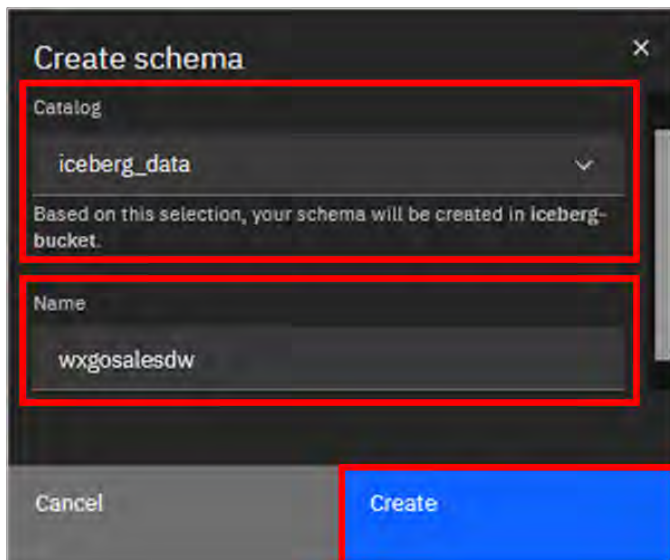 Create schema
Catalog
iceberg_data
Based on this selection, your schema will be created in iceberg-
bucket.
Name
wxgosalesdw
Cancel
Create